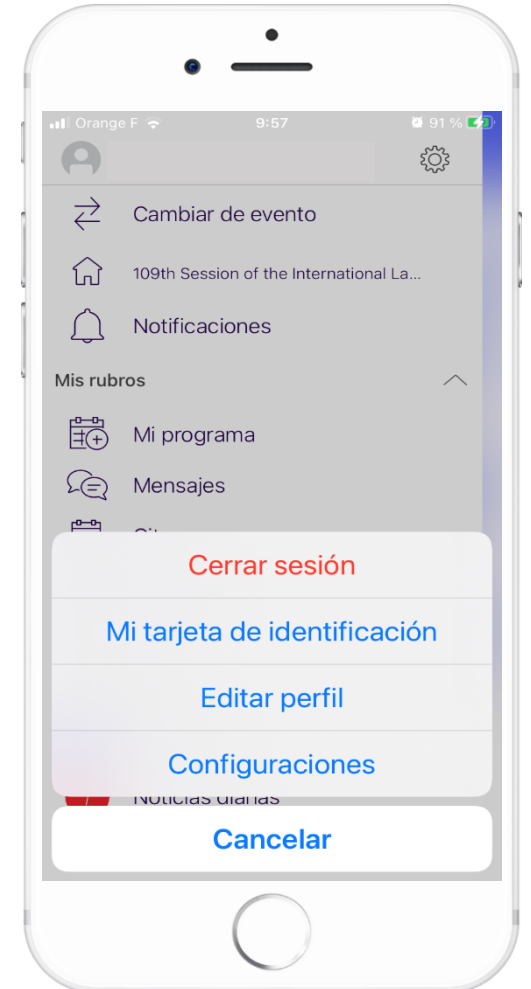 Orange F 9:57 91 %
Cambiar de evento
109th Session of the International La...
Notificaciones
Mis rubros
Mi programa
Mensajes
Cerrar sesión
Mi tarjeta de identificación
Editar perfil
Configuraciones
Noticias diarias
Cancelar